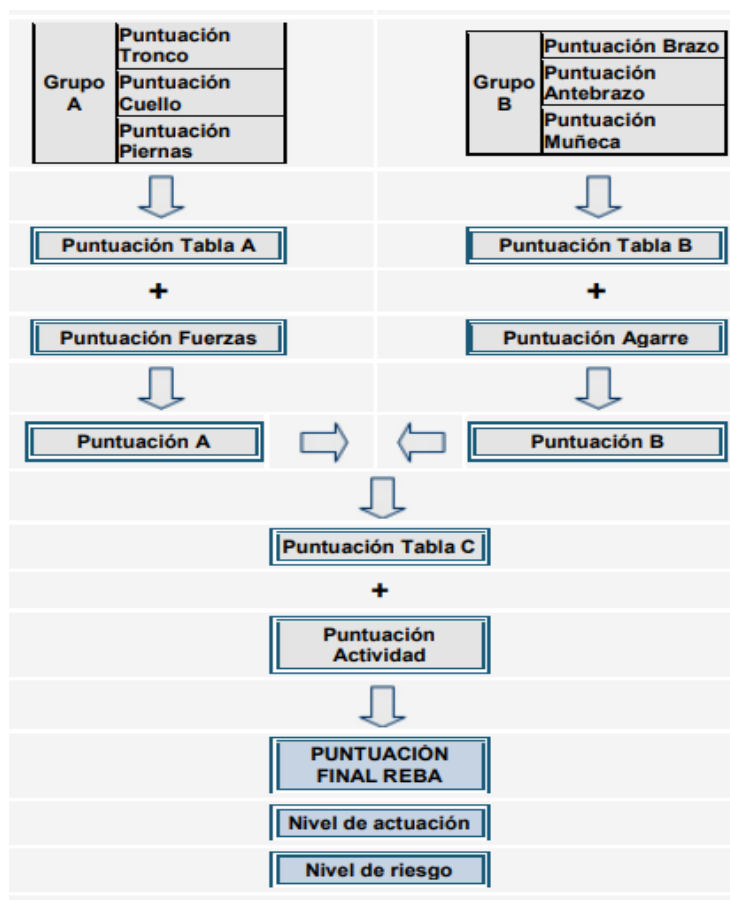 Grupo
A
Puntuación
Tronco
Puntuación
Cuello
Puntuación
Piernas
Grupo
B
Puntuación Brazo
Puntuación
Antebrazo
Puntuación
Muñeca
Puntuación Tabla A
Puntuación Tabla B
+
+
Puntuación Fuerzas
Puntuación Agarre
Puntuación A
Puntuación B
Puntuación Tabla C
+
Puntuación
Actividad
PUNTUACIÓN
FINAL REBA
Nivel de actuación
Nivel de riesgo